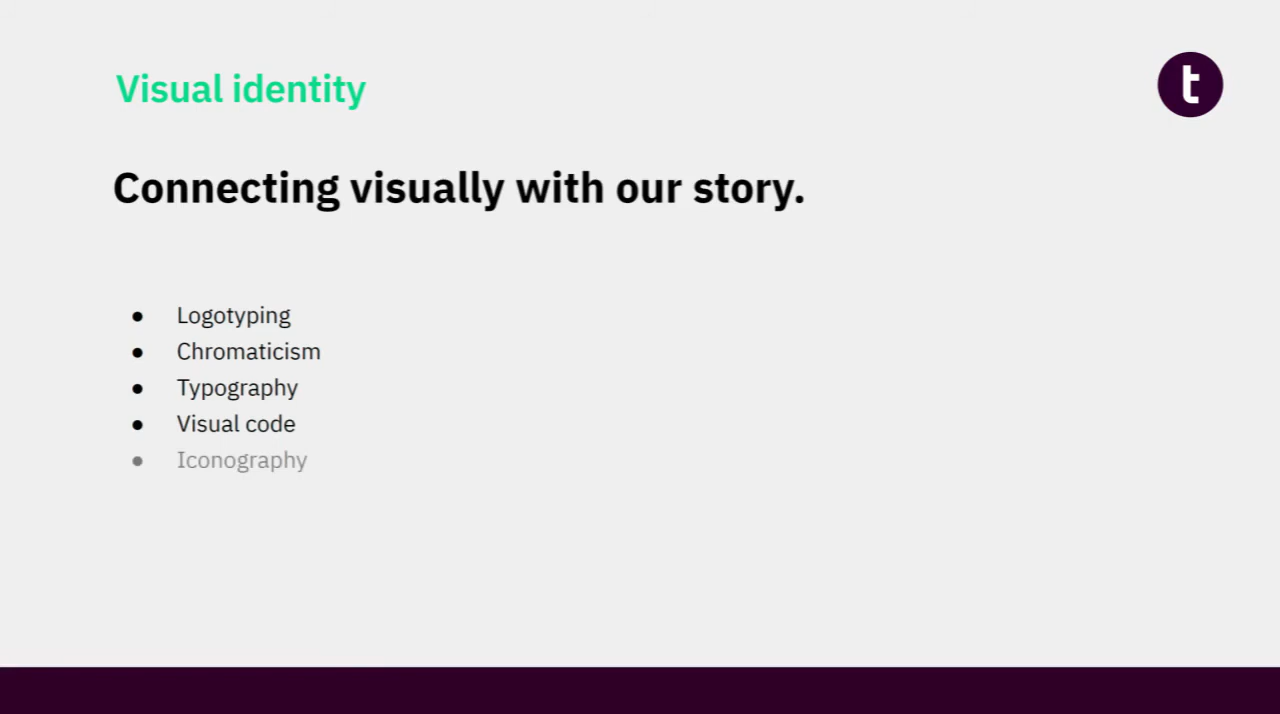 Visual identity
t
Connecting visually with our story.
● Logotyping
● Chromaticism
● Typography
● Visual code
● Iconography